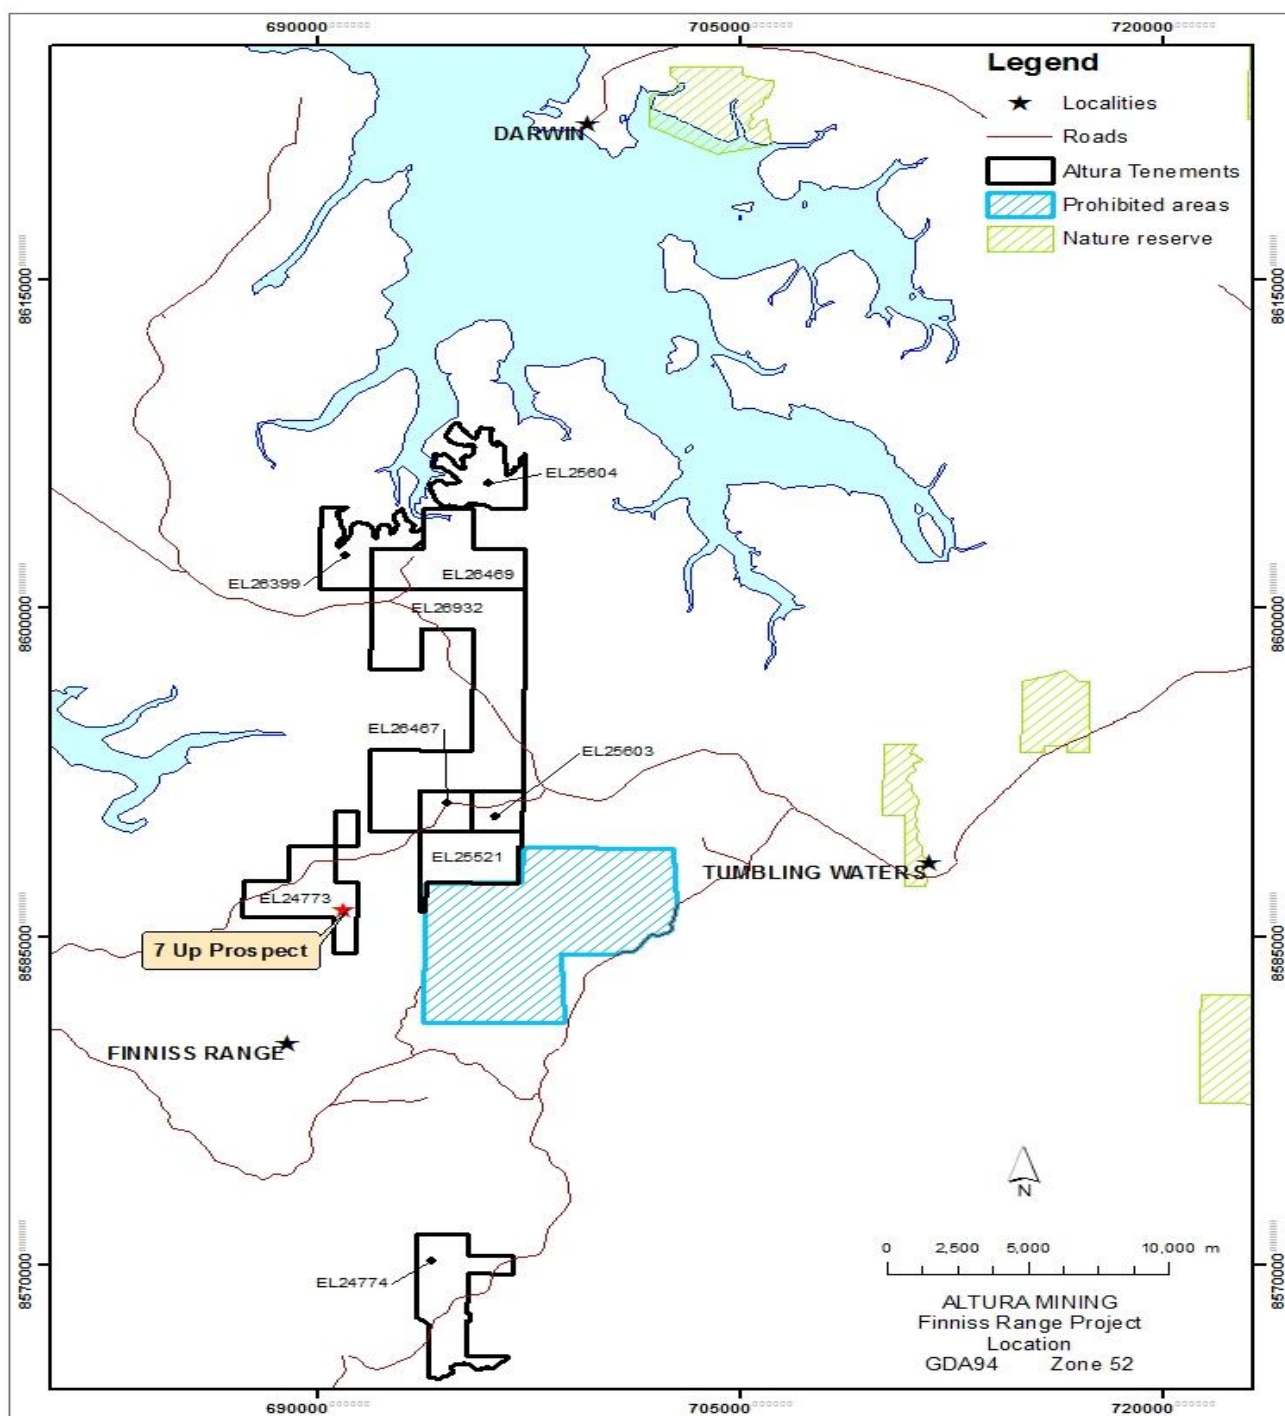 690000 705000 720000
Legend
Localities
Roads
Altura Tenements
Prohibited areas
Nature reserve
DARWIN
8615000 8615000
EL25604
EL26399
EL26469
EL26932
8600000 8600000
EL26467
EL25603
EL25521
TUMBLING WATERS
EL24773
7 Up Prospect
8585000 8585000
FINNISS RANGE
N
0 2,500 5,000 10,000 m
EL24774
8570000 8570000
ALTURA MINING
Finniss Range Project
Location
GDA94 Zone 52
690000 705000 720000